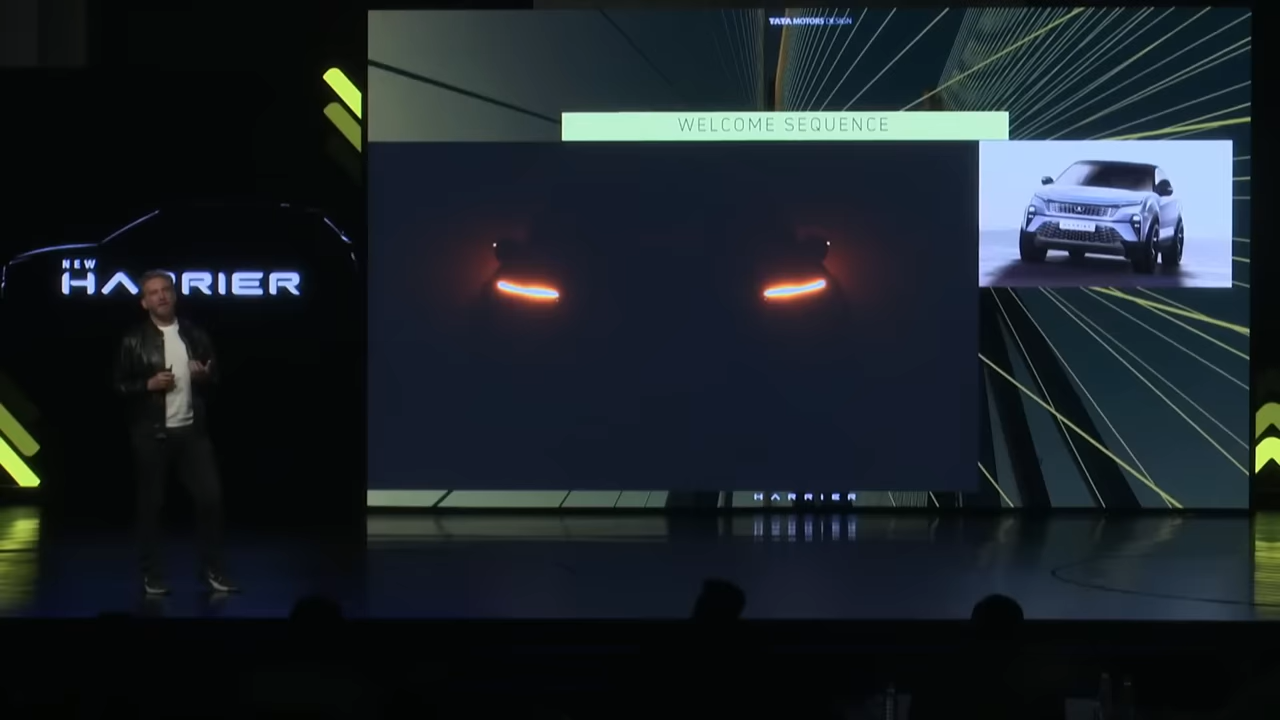 TATA MOTORS DESIGN
WELCOME SEQUENCE
NEW
HARRIER
HARRIER